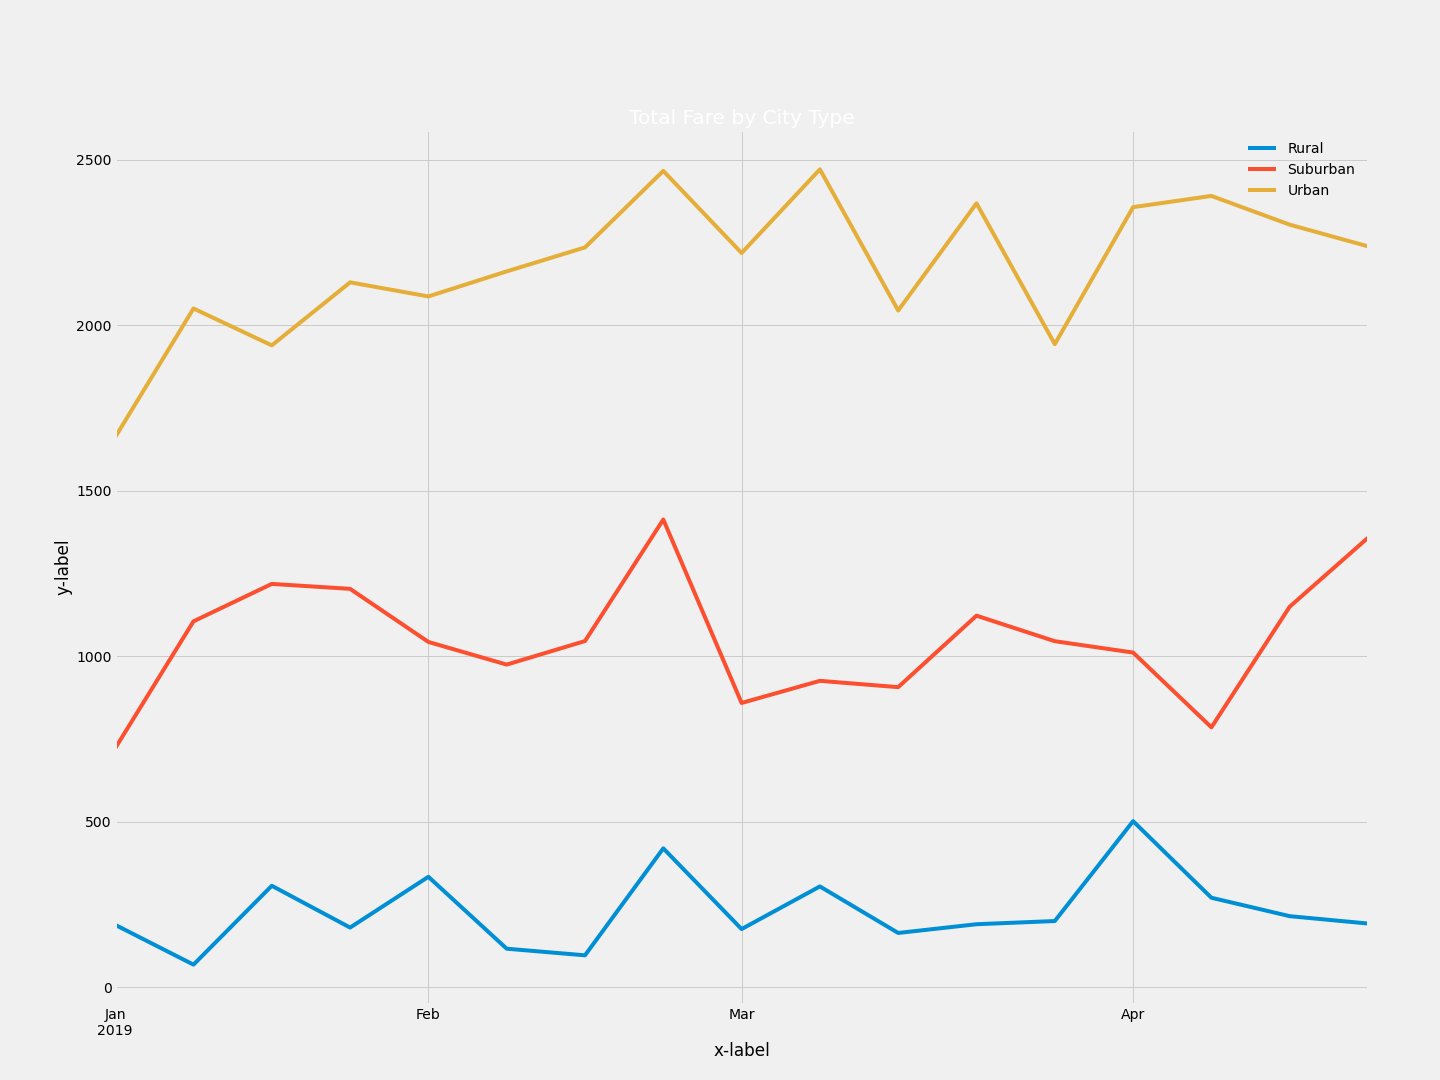 Total Fare by City Type
Rural
Suburban
Urban
2500
2000
1500
1000
500
0
y-label
Jan
2019
Feb
Mar
Apr
x-label